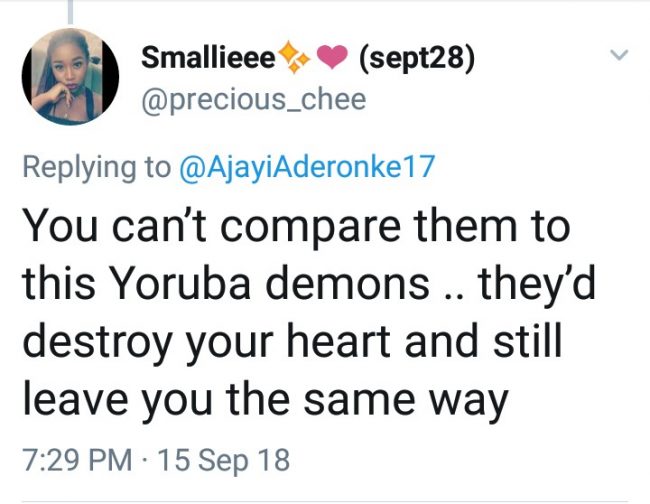 Smallieee✨💗 (sept28)
@precious_chee
Replying to @AjayiAderonke17
You can't compare them to
this Yoruba demons .. they'd
destroy your heart and still
leave you the same way
7:29 PM · 15 Sep 18